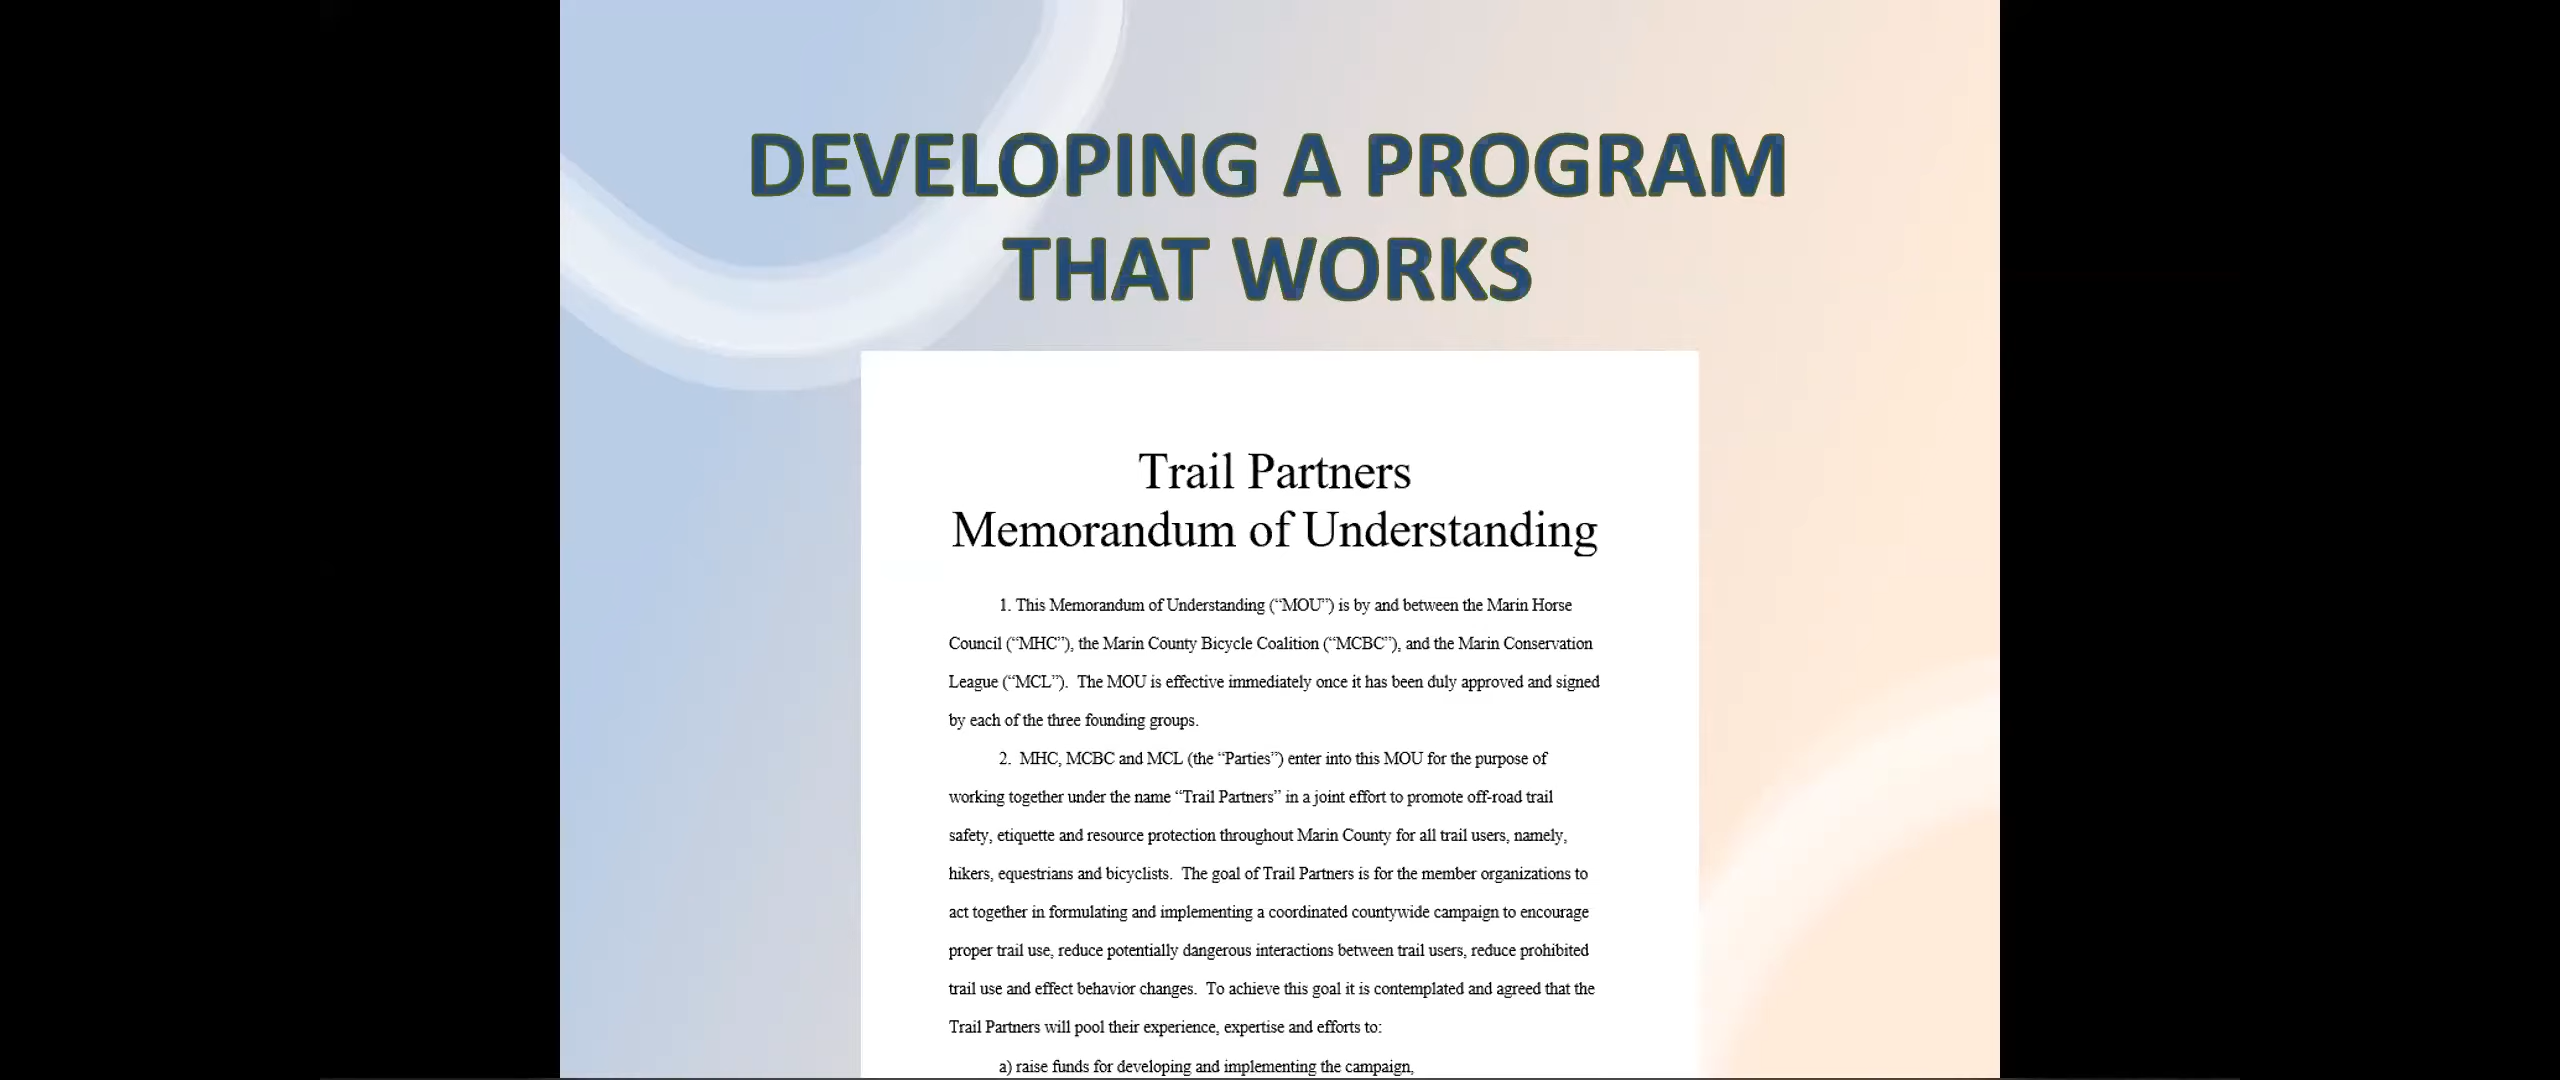 DEVELOPING A PROGRAM
THAT WORKS
Trail Partners
Memorandum of Understanding
1. This Memorandum of Understanding (“MOU”) is by and between the Marin Horse
Council (“MHC”), the Marin County Bicycle Coalition (“MCBC”), and the Marin Conservation
League (“MCL”).  The MOU is effective immediately once it has been duly approved and signed
by each of the three founding groups.
2.  MHC, MCBC and MCL (the “Parties”) enter into this MOU for the purpose of
working together under the name “Trail Partners” in a joint effort to promote off-road trail
safety, etiquette and resource protection throughout Marin County for all trail users, namely,
hikers, equestrians and bicyclists.  The goal of Trail Partners is for the member organizations to
act together in formulating and implementing a coordinated countywide campaign to encourage
proper trail use, reduce potentially dangerous interactions between trail users, reduce prohibited
trail use and effect behavior changes.  To achieve this goal it is contemplated and agreed that the
Trail Partners will pool their experience, expertise and efforts to:
a) raise funds for developing and implementing the campaign,